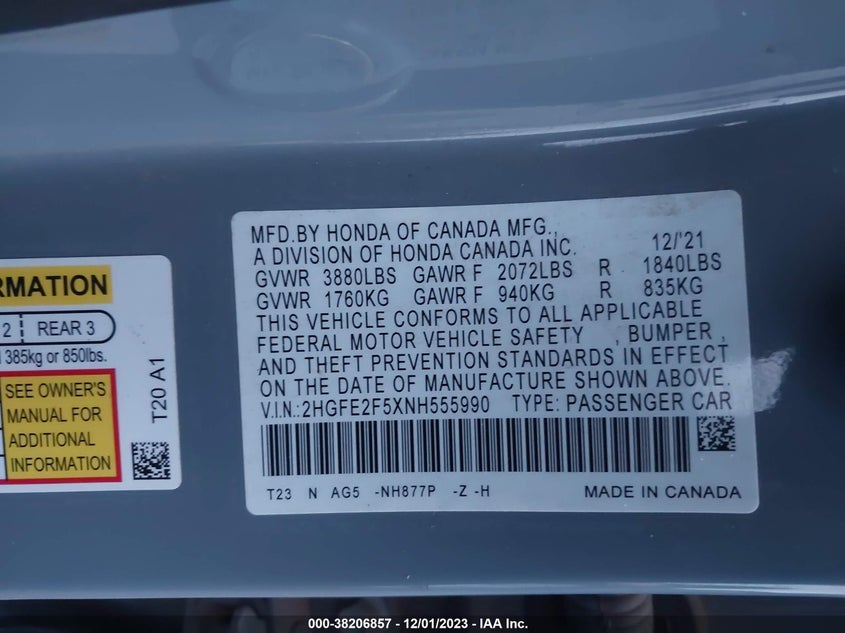 MFD.BY HONDA OF CANADA MFG.,
A DIVISION OF HONDA CANADA INC. 12/'21
GVWR 3880LBS GAWR F 2072LBS R 1840LBS
GVWR 1760KG GAWR F 940KG R 835KG
THIS VEHICLE CONFORMS TO ALL APPLICABLE
FEDERAL MOTOR VEHICLE SAFETY , BUMPER ,
AND THEFT PREVENTION STANDARDS IN EFFECT
ON THE DATE OF MANUFACTURE SHOWN ABOVE.
V.I.N.:2HGFE2F5XNH555990 TYPE: PASSENGER CAR
T23 N AG5 -NH877P -Z -H MADE IN CANADA
RMATION
2 REAR 3
385kg or 850lbs.
SEE OWNER'S
MANUAL FOR
ADDITIONAL
INFORMATION
T20 A1
000-38206857 - 12/01/2023 - IAA Inc.